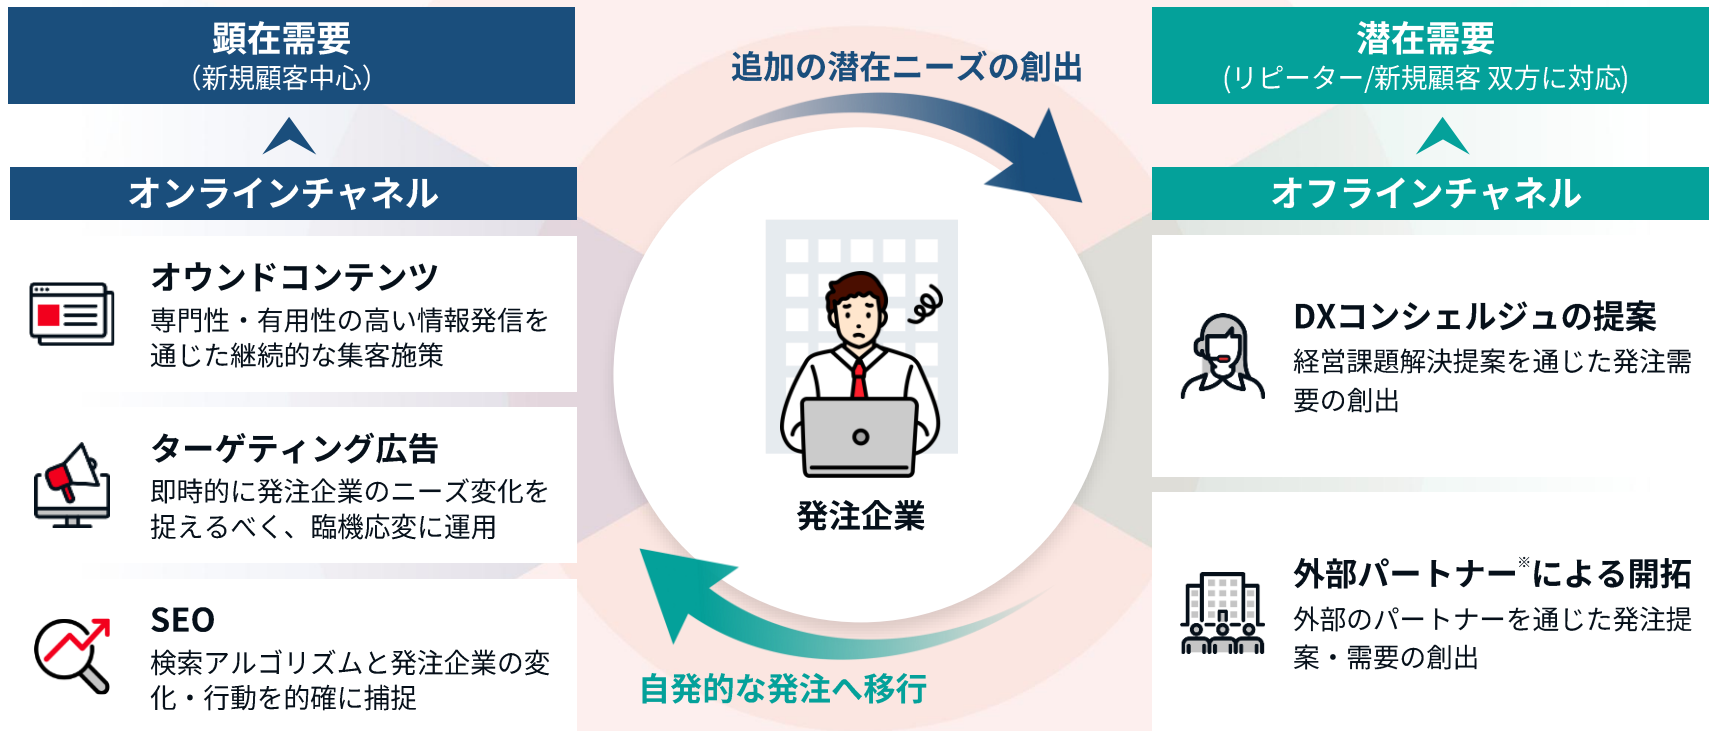 顕在需要
（新規顧客中心）
オンラインチャネル
オウンドコンテンツ
専門性・有用性の高い情報発信を
通じた継続的な集客施策
ターゲティング広告
即時的に発注企業のニーズ変化を
捉えるべく、臨機応変に運用
SEO
検索アルゴリズムと発注企業の変
化・行動を的確に捕捉
追加の潜在ニーズの創出
発注企業
自発的な発注へ移行
潜在需要
(リピーター/新規顧客 双方に対応)
オフラインチャネル
DXコンシェルジュの提案
経営課題解決提案を通じた発注需
要の創出
外部パートナー※による開拓
外部のパートナーを通じた発注提
案・需要の創出